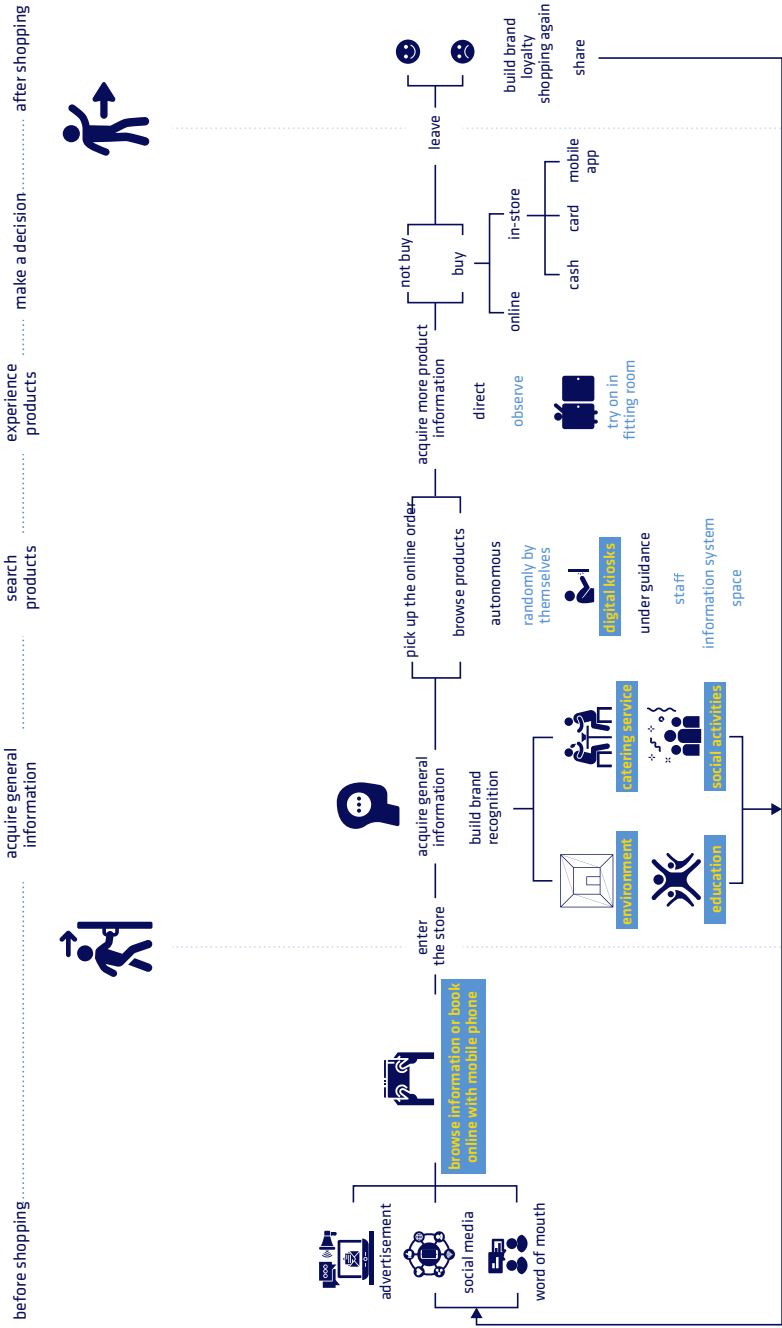 before shopping
acquire general
information
search
products
experience
products
make a decision
after shopping
advertisement
social media
word of mouth
browse information or book
online with mobile phone
enter
the store
acquire general
information
build brand
recognition
environment
catering service
education
social activities
pick up the online order
browse products
autonomous
randomly by
themselves
digital kiosks
under guidance
staff
information system
space
acquire more product
information
direct
observe
try on in
fitting room
not buy
buy
online
in-store
cash
card
mobile
app
leave
build brand
loyalty
shopping again
share